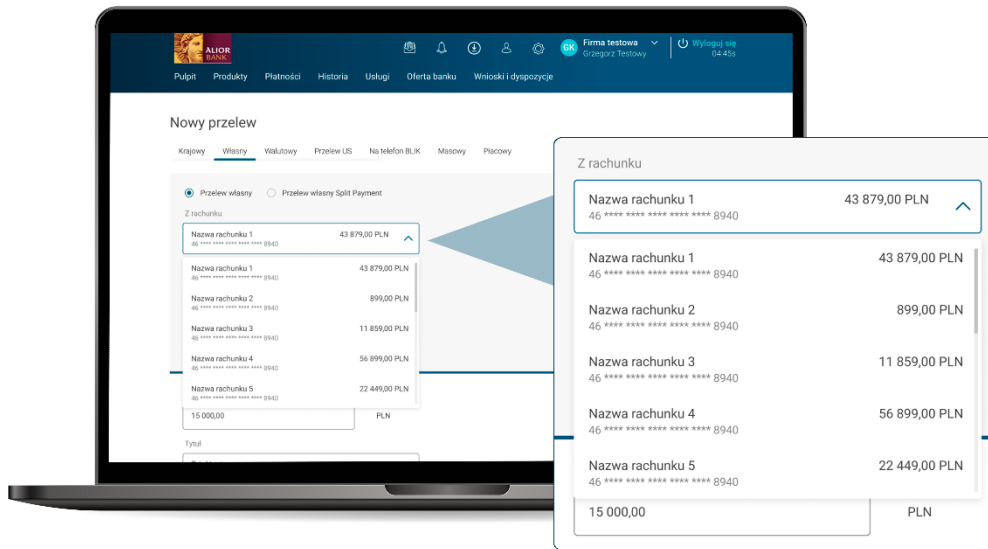 ALIOR
BANK
GK
Firma testowa
Grzegorz Testowy
Wyloguj się
04:45s
Pulpit Produkty Płatności Historia Usługi Oferta banku Wnioski i dyspozycje
Nowy przelew
Krajowy Własny Walutowy Przelew US Na telefon BLIK Masowy Płacowy
Przelew własny Przelew własny Split Payment
Z rachunku
Nazwa rachunku 1 43 879,00 PLN
46 **** **** **** **** **** 8940
Nazwa rachunku 1 43 879,00 PLN
46 **** **** **** **** **** 8940
Nazwa rachunku 2 899,00 PLN
46 **** **** **** **** **** 8940
Nazwa rachunku 3 11 859,00 PLN
46 **** **** **** **** **** 8940
Nazwa rachunku 4 56 899,00 PLN
46 **** **** **** **** **** 8940
Nazwa rachunku 5 22 449,00 PLN
46 **** **** **** **** **** 8940
15 000,00 PLN
Tytuł
Z rachunku
Nazwa rachunku 1 43 879,00 PLN
46 **** **** **** **** **** 8940
Nazwa rachunku 1 43 879,00 PLN
46 **** **** **** **** **** 8940
Nazwa rachunku 2 899,00 PLN
46 **** **** **** **** **** 8940
Nazwa rachunku 3 11 859,00 PLN
46 **** **** **** **** **** 8940
Nazwa rachunku 4 56 899,00 PLN
46 **** **** **** **** **** 8940
Nazwa rachunku 5 22 449,00 PLN
46 **** **** **** **** **** 8940
15 000,00 PLN